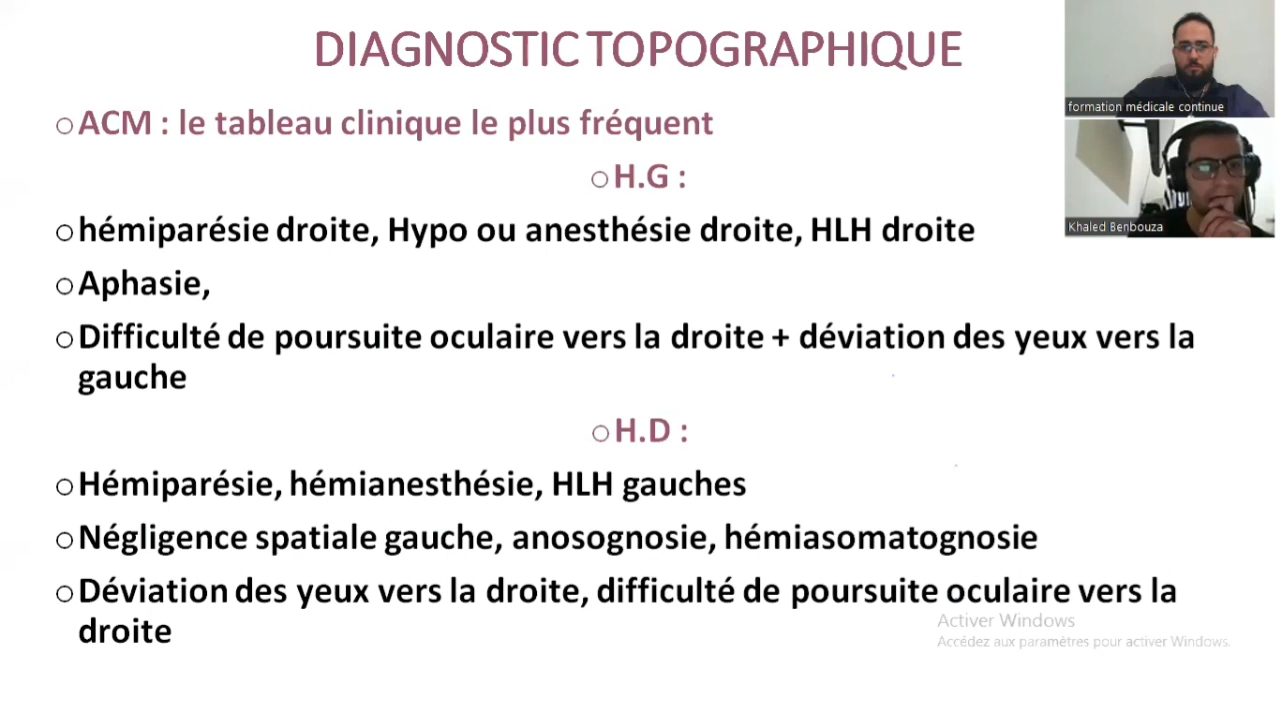 DIAGNOSTIC TOPOGRAPHIQUE
formation médicale continue
○ACM : le tableau clinique le plus fréquent
○H.G :
Khaled Benbouza
○hémiparésie droite, Hypo ou anesthésie droite, HLH droite
○Aphasie,
○Difficulté de poursuite oculaire vers la droite + déviation des yeux vers la
gauche
○H.D :
○Hémiparésie, hémianesthésie, HLH gauches
○Négligence spatiale gauche, anosognosie, hémiasomatognosie
○Déviation des yeux vers la droite, difficulté de poursuite oculaire vers la
droite
Activer Windows
Accédez aux paramètres pour activer Windows.